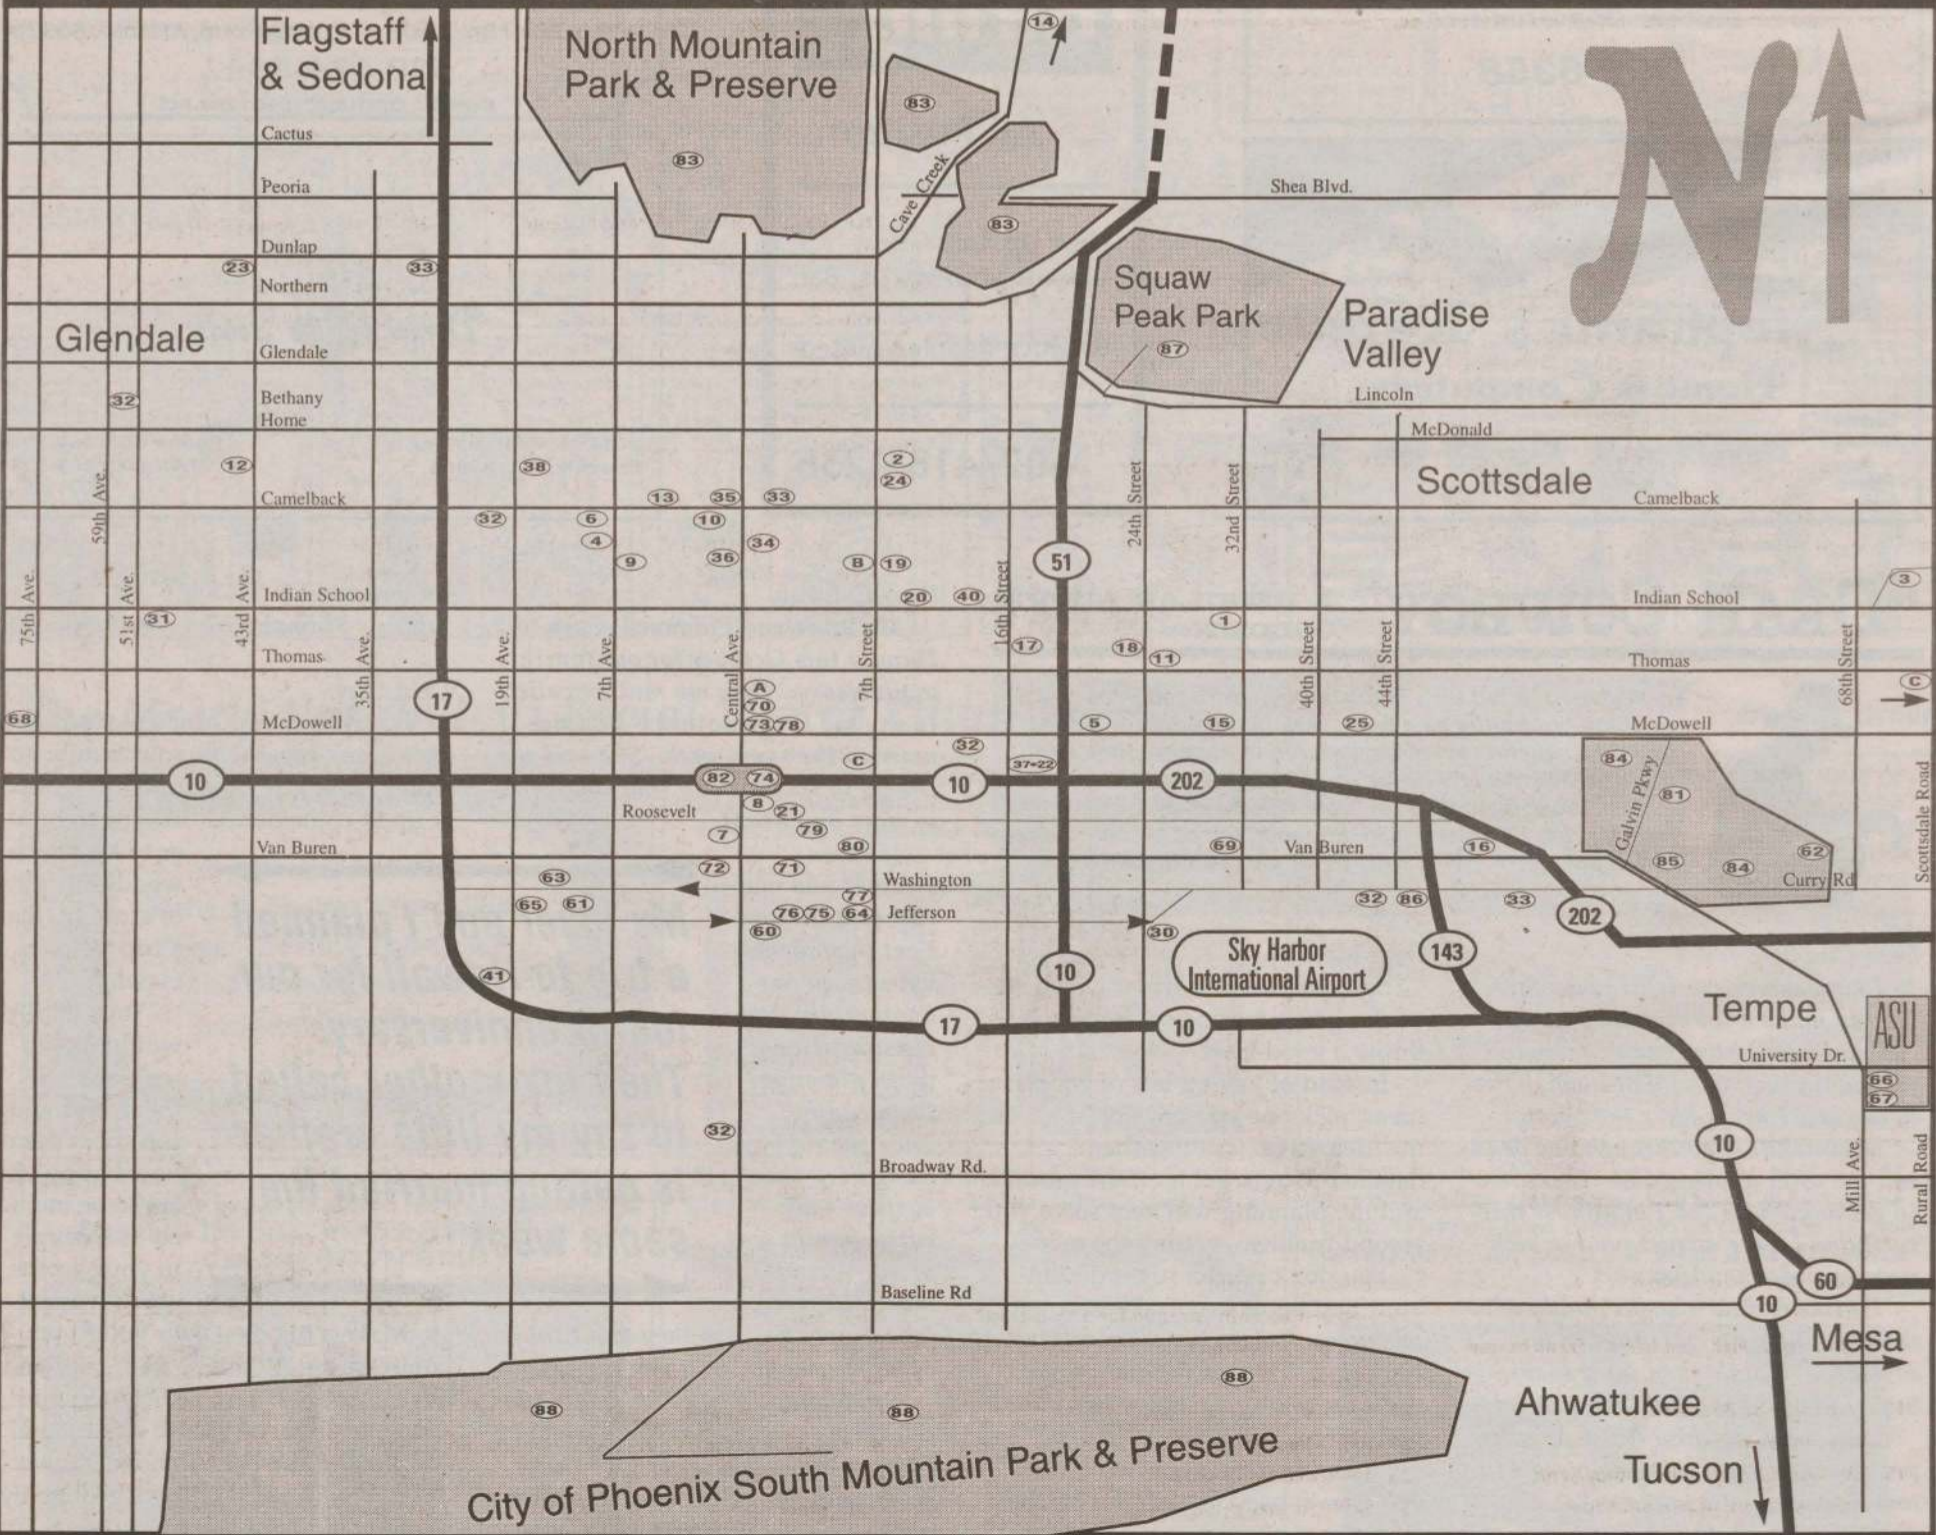 Flagstaff
& Sedona
North Mountain
Park & Preserve
14
N
83
Cactus
83
Peoria
Cave Creek
Shea Blvd.
83
Dunlap
23
33
Northern
Squaw
Peak Park
87
Paradise
Valley
Glendale
Glendale
Lincoln
32
Bethany
Home
McDonald
12
38
2
24
Scottsdale
Camelback
13
35
33
Camelback
59th Ave.
32
6
10
4
34
36
9
B
19
51
24th Street
32nd Street
3
75th Ave.
51st Ave.
43rd Ave.
Indian School
20
40
16th Street
Indian School
31
1
Thomas
35th Ave.
19th Ave.
7th Ave.
Central Ave.
7th Street
17
18
11
40th Street
44th Street
Thomas
68th Street
17
A
70
C
68
McDowell
73
78
5
15
25
McDowell
32
C
37-22
84
Galvin Pkwy
81
10
82
74
10
202
8
Roosevelt
21
7
79
Scottsdale Road
Van Buren
80
69
Van Buren
16
62
72
71
85
84
63
Washington
Curry Rd
65
61
77
76
75
64
Jefferson
32
86
33
202
60
30
Sky Harbor
International Airport
143
41
10
17
10
Tempe
ASU
University Dr.
66
67
32
10
Broadway Rd.
Mill Ave.
Rural Road
Baseline Rd
60
10
Mesa
88
88
88
Ahwatukee
City of Phoenix South Mountain Park & Preserve
Tucson